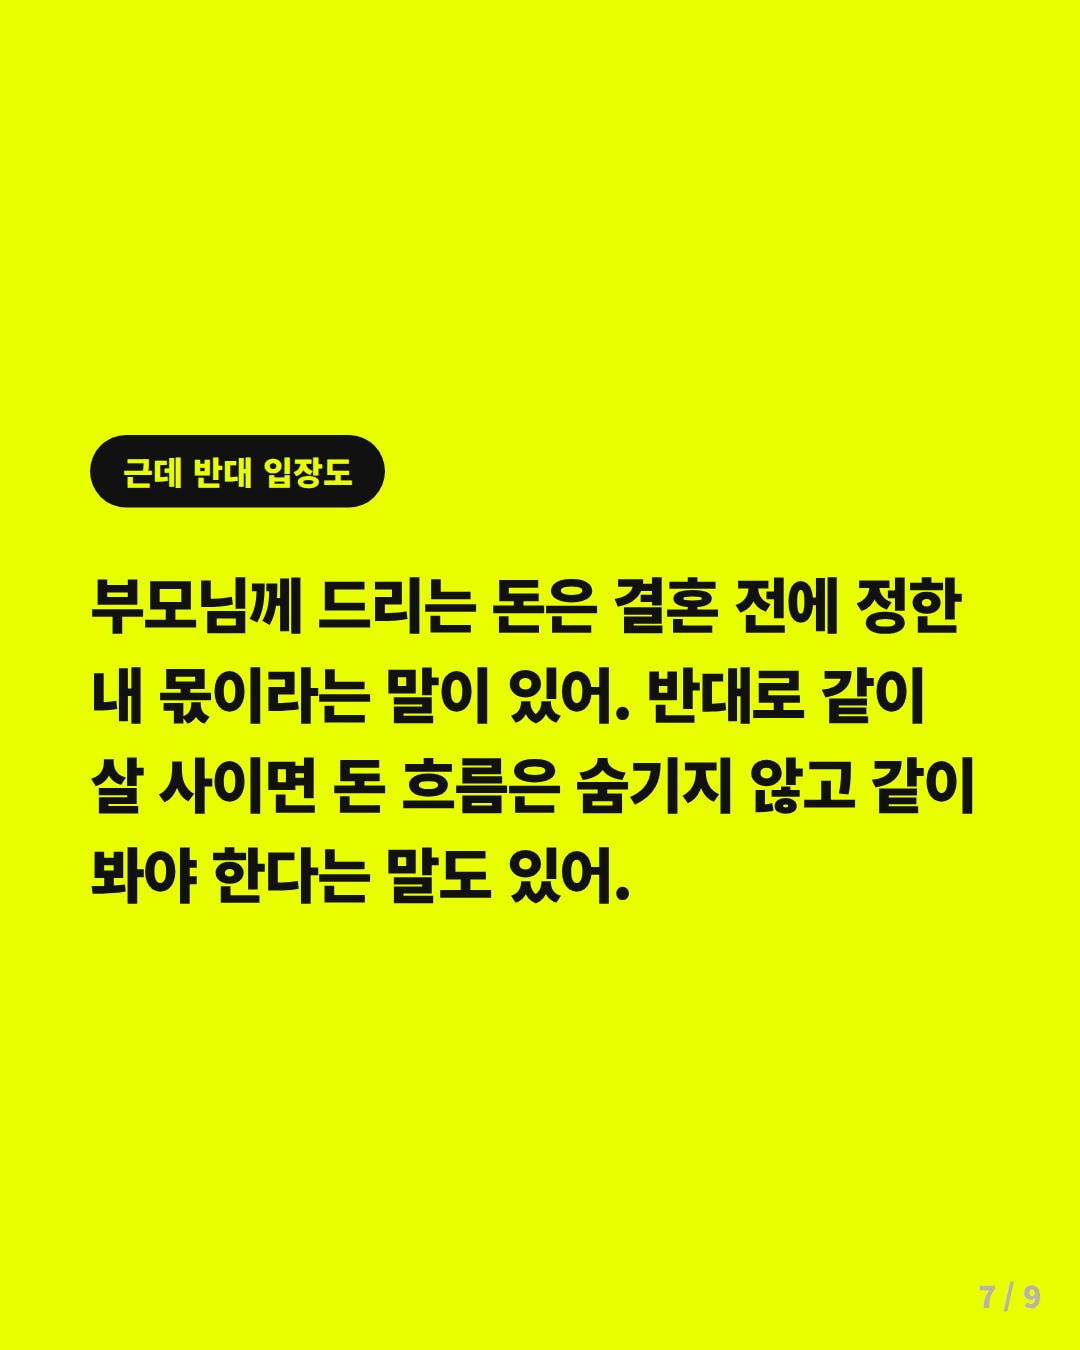 근데 반대 입장도
부모님께 드리는 돈은 결혼 전에 정한
내 몫이라는 말이 있어. 반대로 같이
살 사이면 돈 흐름은 숨기지 않고 같이
봐야 한다는 말도 있어.
7 / 9